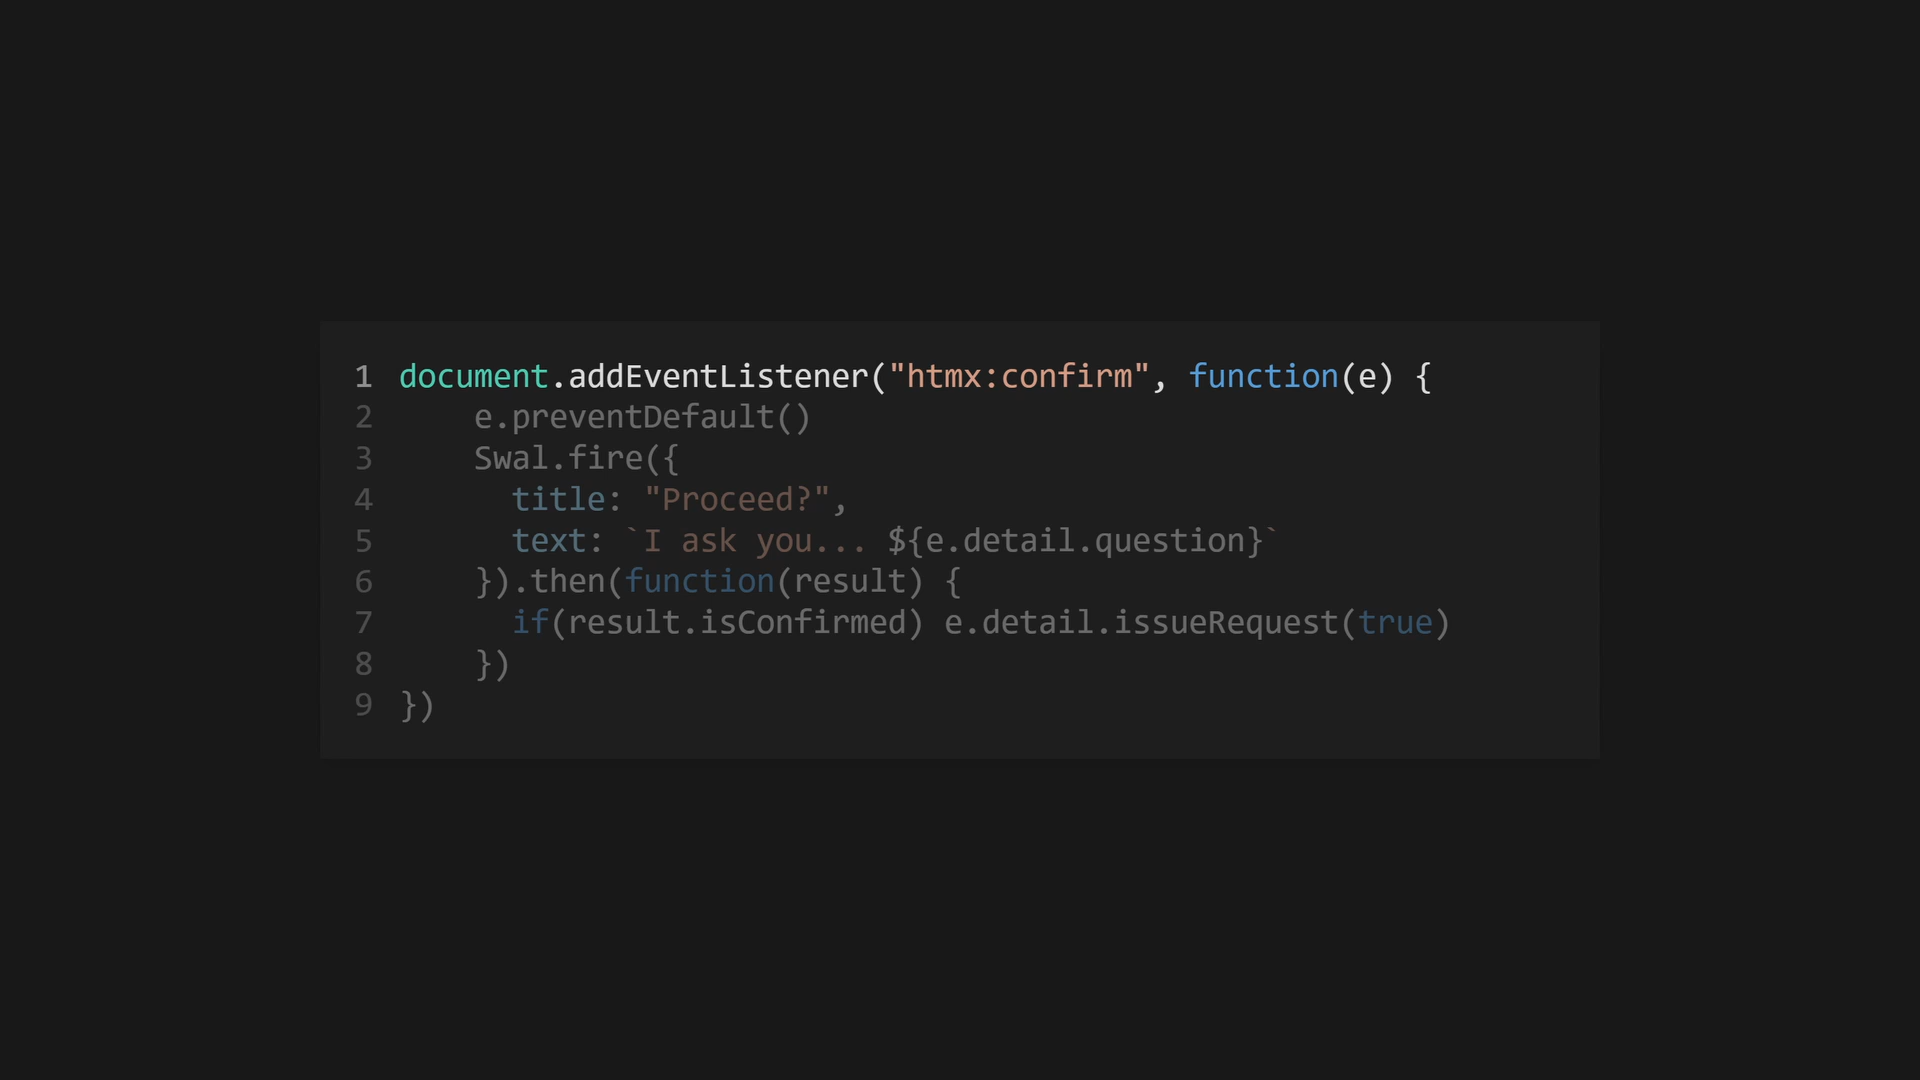 1 document.addEventListener("htmx:confirm", function(e) {
2     e.preventDefault()
3     Swal.fire({
4       title: "Proceed?",
5       text: `I ask you... ${e.detail.question}`
6     }).then(function(result) {
7       if(result.isConfirmed) e.detail.issueRequest(true)
8     })
9 })